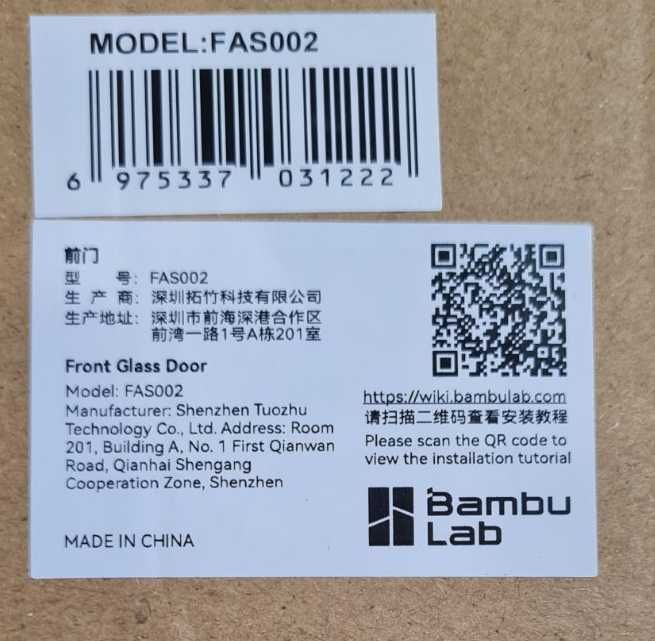 MODEL:FAS002
6 975337 031222
前门
型 号: FAS002
生 产 商: 深圳拓竹科技有限公司
生产地址: 深圳市前海深港合作区
前湾一路1号A栋201室
Front Glass Door
Model: FAS002
Manufacturer: Shenzhen Tuozhu
Technology Co., Ltd. Address: Room
201, Building A, No. 1 First Qianwan
Road, Qianhai Shengang
Cooperation Zone, Shenzhen
MADE IN CHINA
https://wiki.bambulab.com
请扫描二维码查看安装教程
Please scan the QR code to
view the installation tutorial
Bambu
Lab